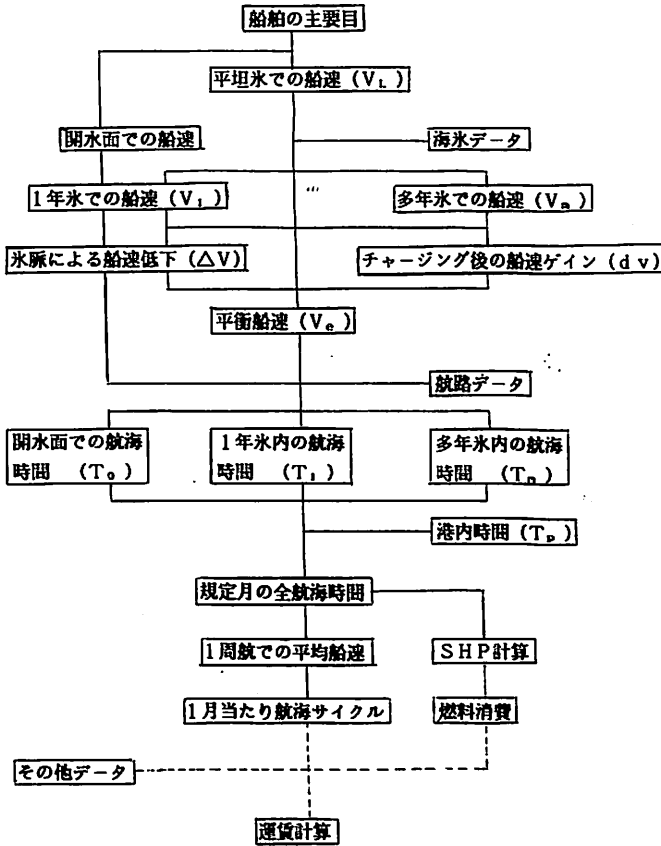 船舶の主要目
平坦氷での船速(V_L)
開水面での船速
海氷データ
1年氷での船速(V₁)
多年氷での船速(Vₙ)
氷脈による船速低下(△V)
チャージング後の船速ゲイン(dv)
平衡船速(Vₑ)
航路データ
開水面での航海
時間 (T₀)
1年氷内の航海
時間 (T₁)
多年氷内の航海
時間 (Tₙ)
港内時間(Tₚ)
規定月の全航海時間
1周航での平均船速
SHP計算
1月当たり航海サイクル
燃料消費
その他データ
運賃計算